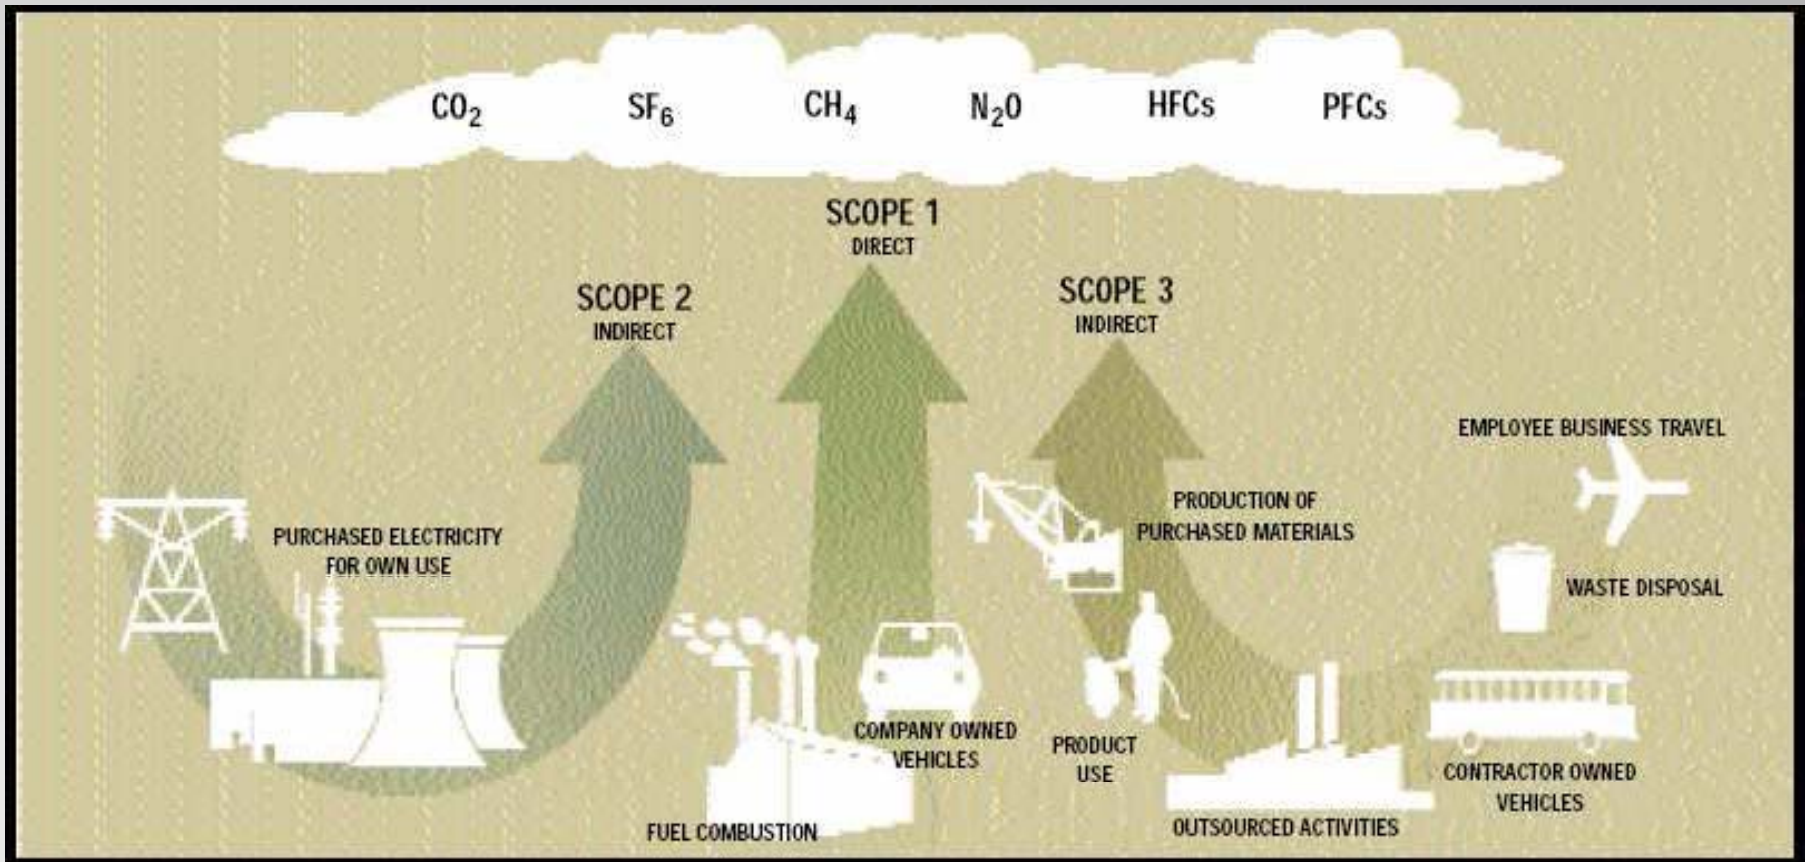 CO₂ SF₆ CH₄ N₂O HFCs PFCs
SCOPE 1
DIRECT
SCOPE 2
INDIRECT
SCOPE 3
INDIRECT
PURCHASED ELECTRICITY
FOR OWN USE
FUEL COMBUSTION
COMPANY OWNED
VEHICLES
PRODUCTION OF
PURCHASED MATERIALS
PRODUCT
USE
OUTSOURCED ACTIVITIES
EMPLOYEE BUSINESS TRAVEL
WASTE DISPOSAL
CONTRACTOR OWNED
VEHICLES